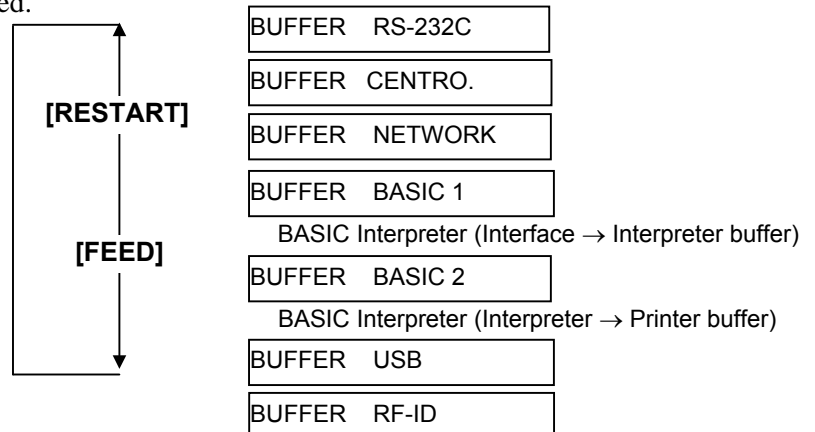 ed.
BUFFER RS-232C
BUFFER CENTRO.
[RESTART]
BUFFER NETWORK
BUFFER BASIC 1
BASIC Interpreter (Interface → Interpreter buffer)
[FEED]
BUFFER BASIC 2
BASIC Interpreter (Interpreter → Printer buffer)
BUFFER USB
BUFFER RF-ID